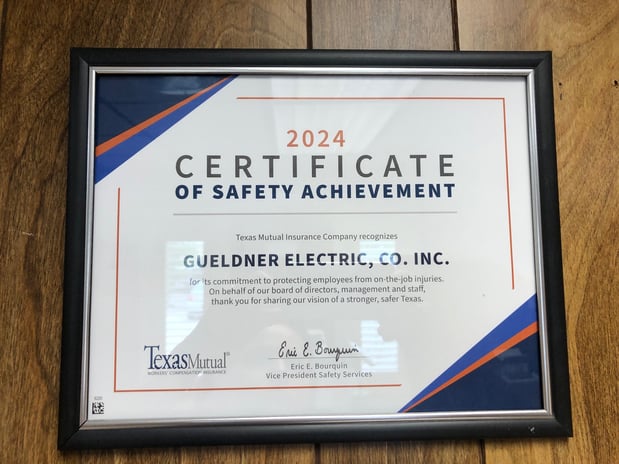 2024
CERTIFICATE
OF SAFETY ACHIEVEMENT
Texas Mutual Insurance Company recognizes
GUELDNER ELECTRIC, CO. INC.
for its commitment to protecting employees from on-the-job injuries.
On behalf of our board of directors, management and staff,
thank you for sharing our vision of a stronger, safer Texas.
TexasMutual
WORKERS' COMPENSATION INSURANCE
Eric E. Bourquin
Eric E. Bourquin
Vice President Safety Services